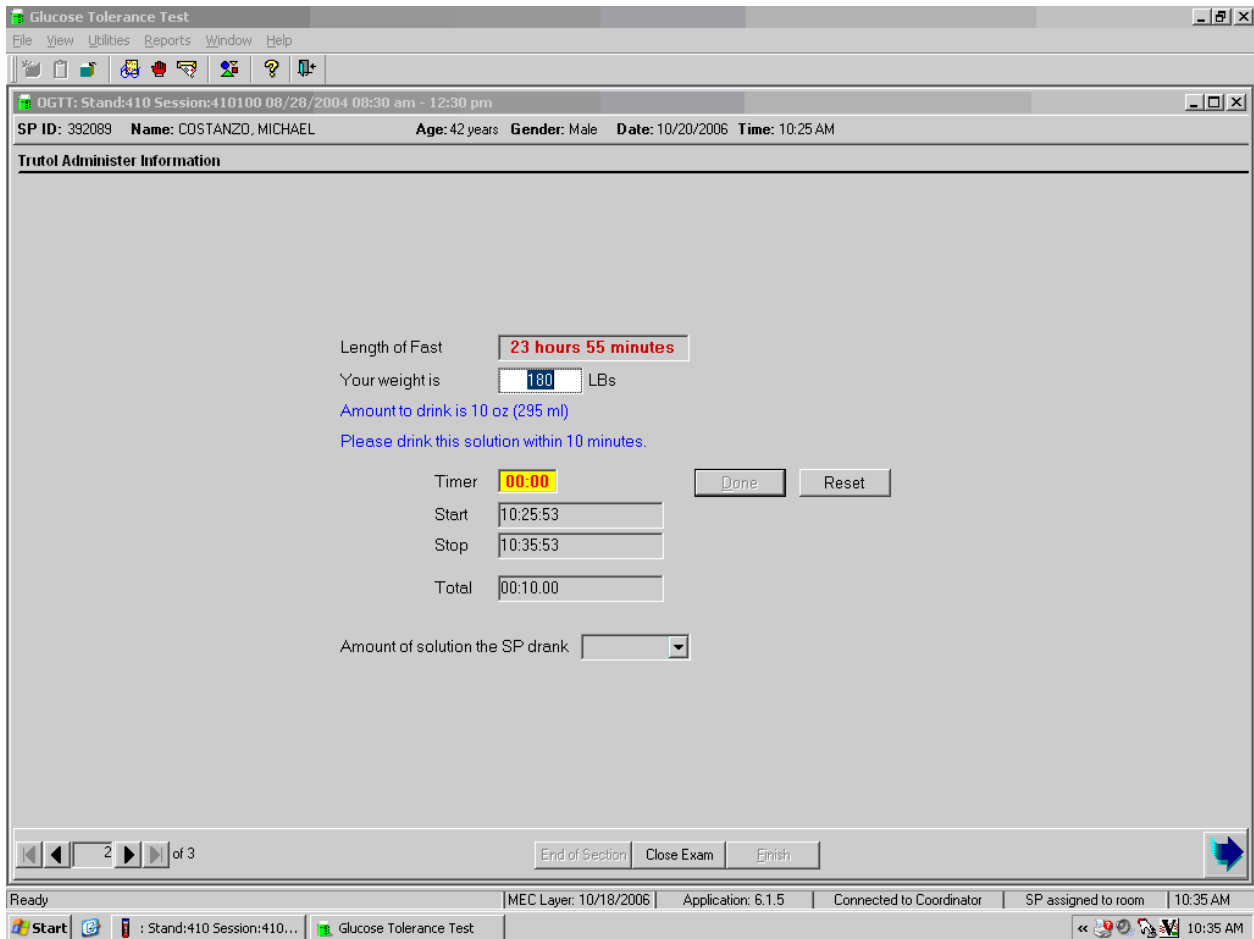 Glucose Tolerance Test
File View Utilities Reports Window Help
OGTT: Stand:410 Session:410100 08/28/2004 08:30 am - 12:30 pm
SP ID: 392089 Name: COSTANZO, MICHAEL Age: 42 years Gender: Male Date: 10/20/2006 Time: 10:25 AM
Trutol Administer Information
Length of Fast 23 hours 55 minutes
Your weight is 180 LBs
Amount to drink is 10 oz (295 ml)
Please drink this solution within 10 minutes.
Timer 00:00 Done Reset
Start 10:25:53
Stop 10:35:53
Total 00:10.00
Amount of solution the SP drank
2 of 3 End of Section Close Exam Finish
Ready MEC Layer: 10/18/2006 Application: 6.1.5 Connected to Coordinator SP assigned to room 10:35 AM
Start : Stand:410 Session:410... Glucose Tolerance Test « 10:35 AM